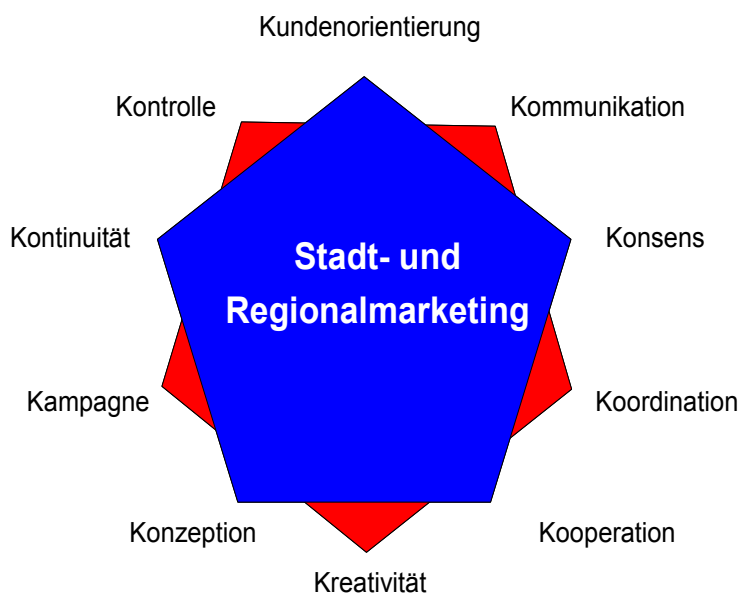 Kundenorientierung
Kontrolle
Kommunikation
Kontinuität
Stadt- und
Regionalmarketing
Konsens
Kampagne
Koordination
Konzeption
Kooperation
Kreativität